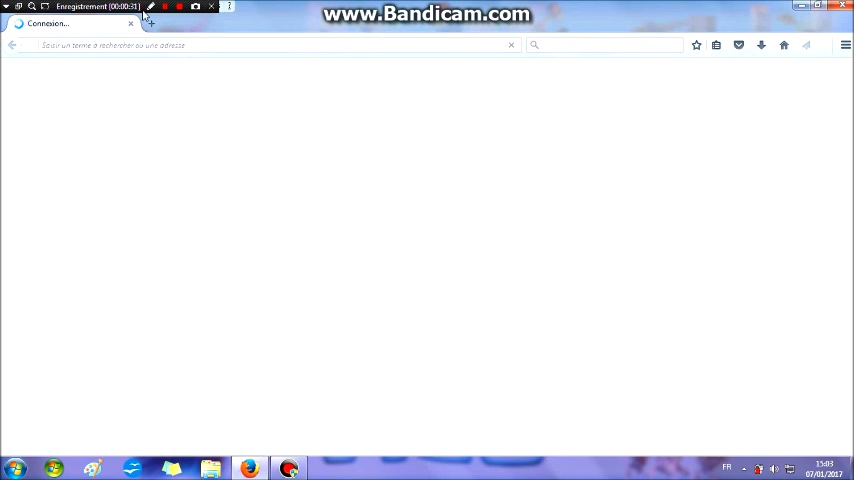 Enregistrement [00:00:31]
www.Bandicam.com
Connexion...
Saisir un terme à rechercher ou une adresse
FR
15:03
07/01/2017